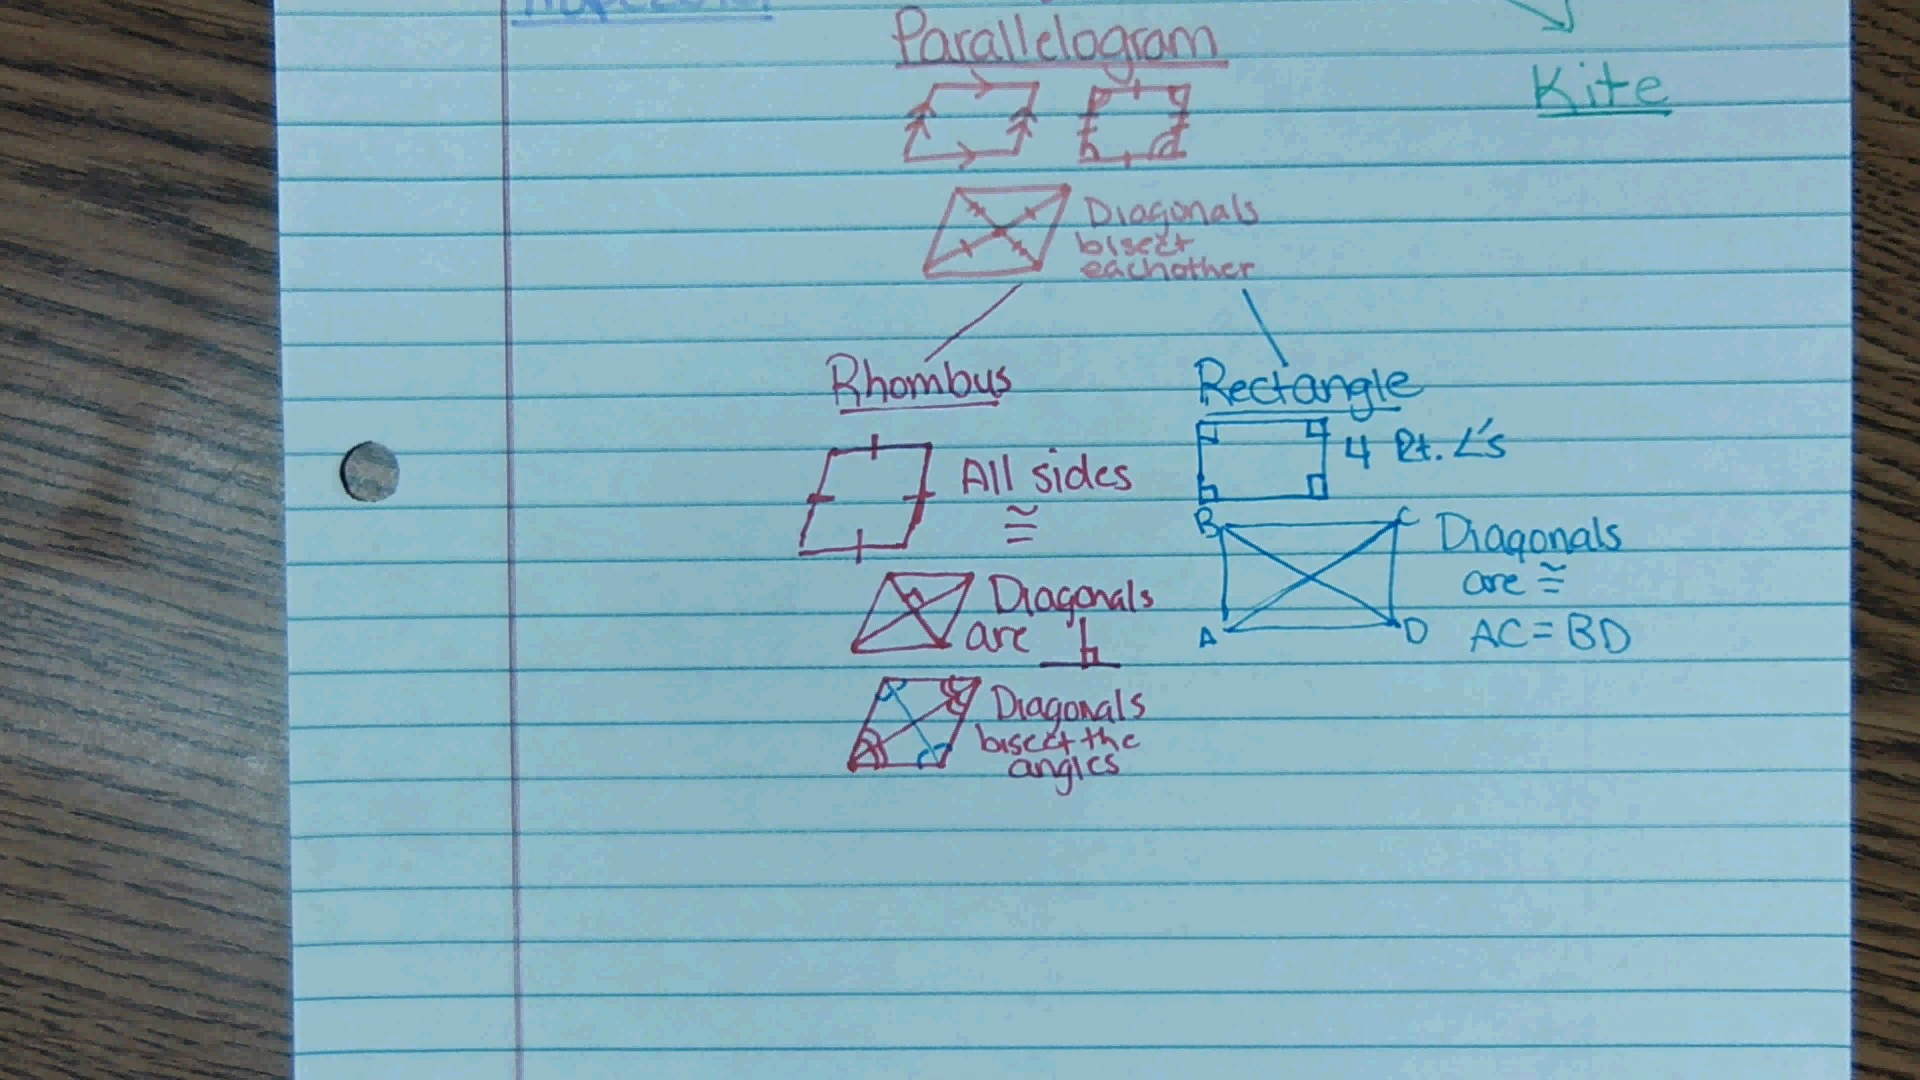 Parallelogram
Kite
Diagonals
bisect
eachother
Rhombus
Rectangle
4 Rt. ∠'s
All sides
≅
B C
Diagonals
are ≅
A D AC = BD
Diagonals
are ⊥
Diagonals
bisect the
angles